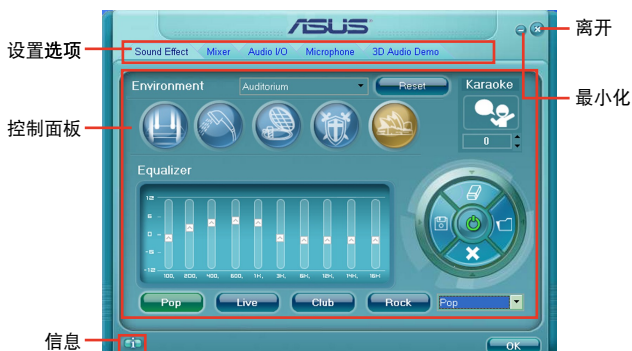 ASUS
离开
设置选项
Sound Effect Mixer Audio I/O Microphone 3D Audio Demo
最小化
Environment Auditorium Reset Karaoke
控制面板
0
Equalizer
12
6
0
-6
-12
100, 200, 400, 600, 1K, 3K, 6K, 12K, 14K, 16K
Pop Live Club Rock Pop
信息
i
OK